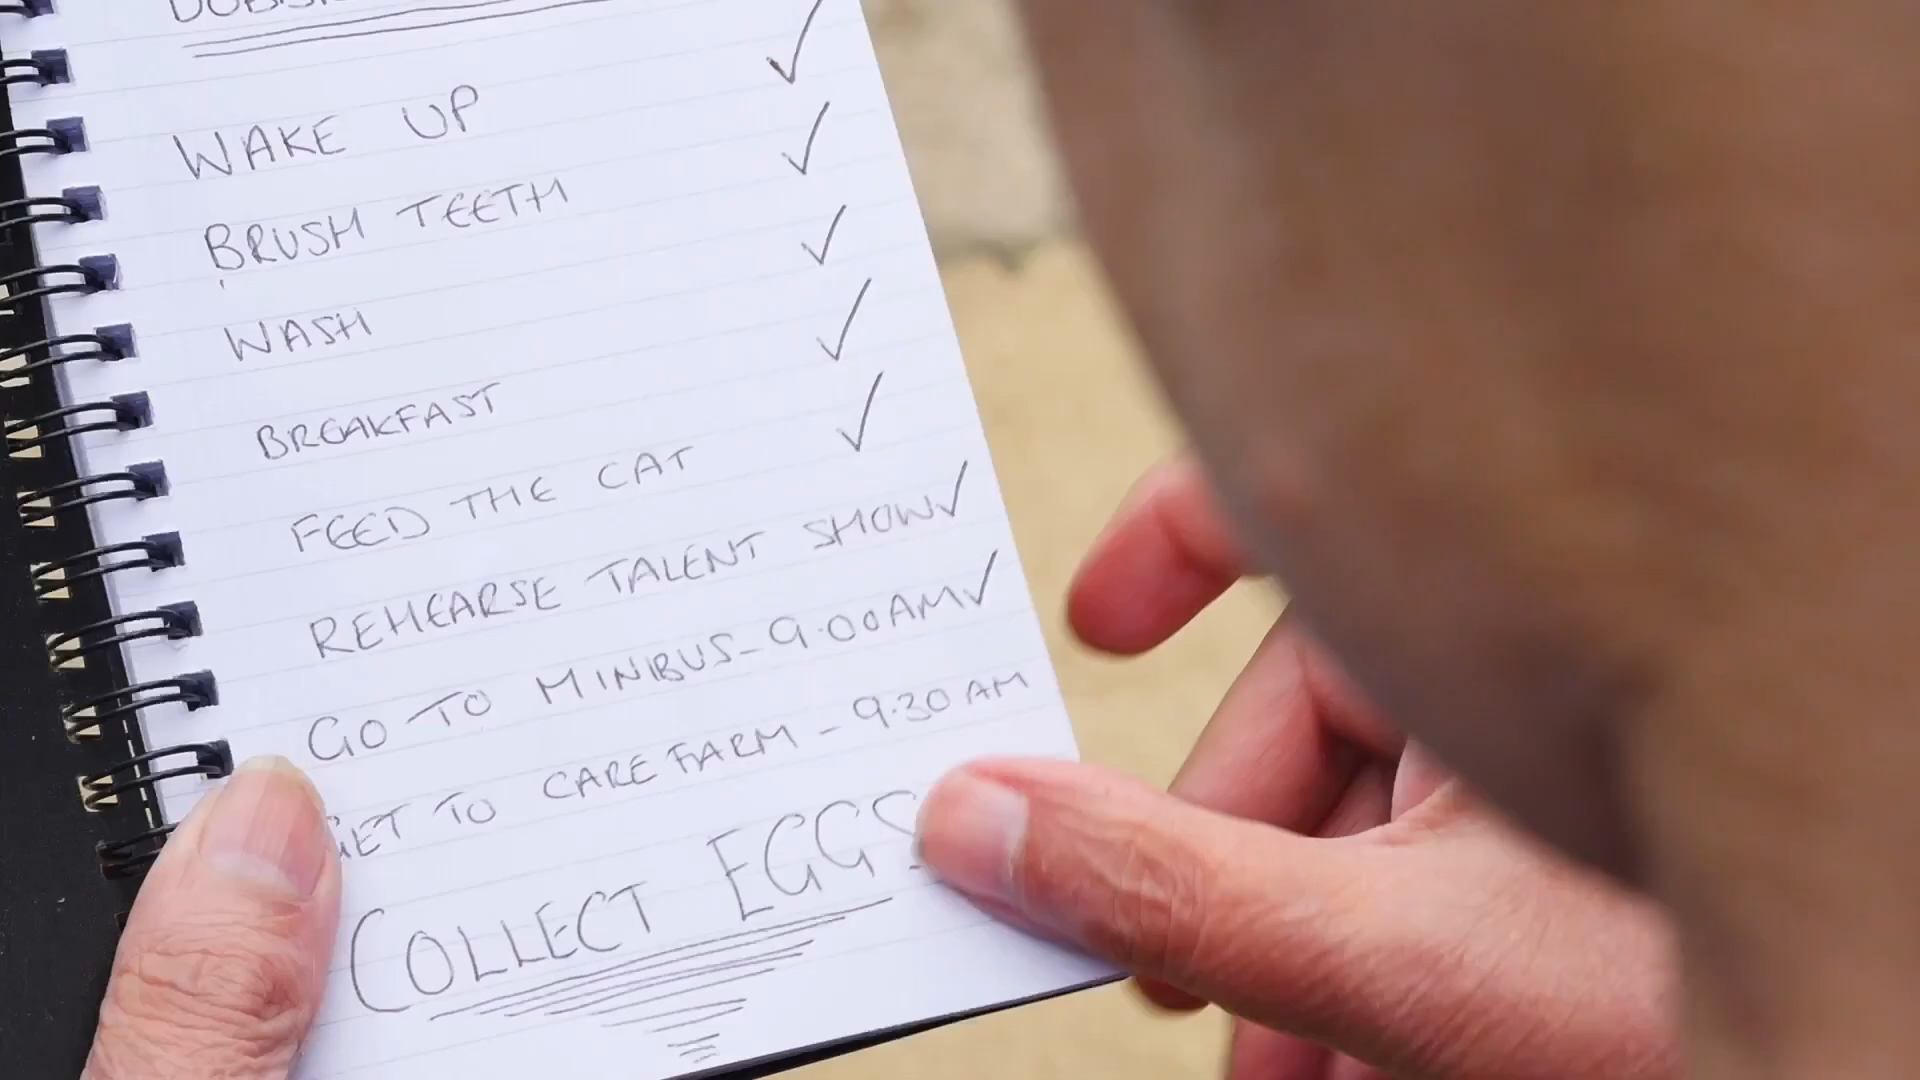 WAKE UP ✓
BRUSH TEETH ✓
WASH ✓
BREAKFAST ✓
FEED THE CAT ✓
REHEARSE TALENT SHOW ✓
GO TO MINIBUS - 9.00AM ✓
GET TO CARE FARM - 9.30 AM
COLLECT EGGS